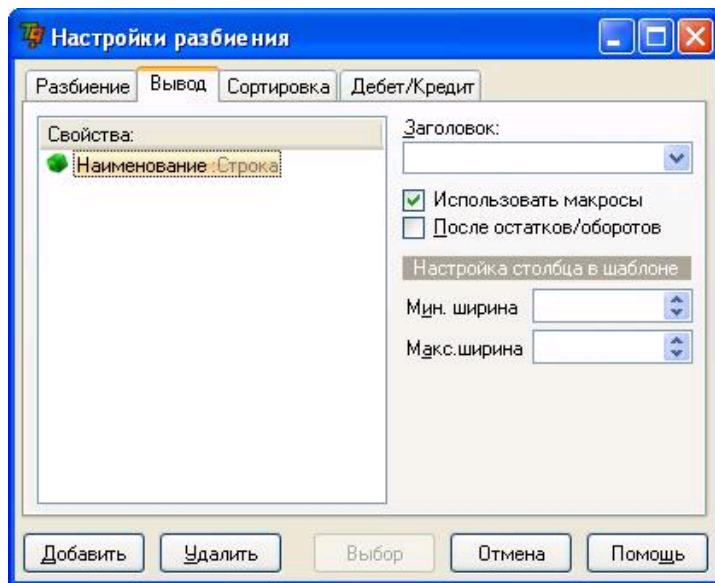 Настройки разбиения
Разбиение Вывод Сортировка Дебет/Кредит
Свойства:
Наименование :Строка
Заголовок:
Использовать макросы
После остатков/оборотов
Настройка столбца в шаблоне
Мин. ширина
Макс.ширина
Добавить Удалить Выбор Отмена Помощь